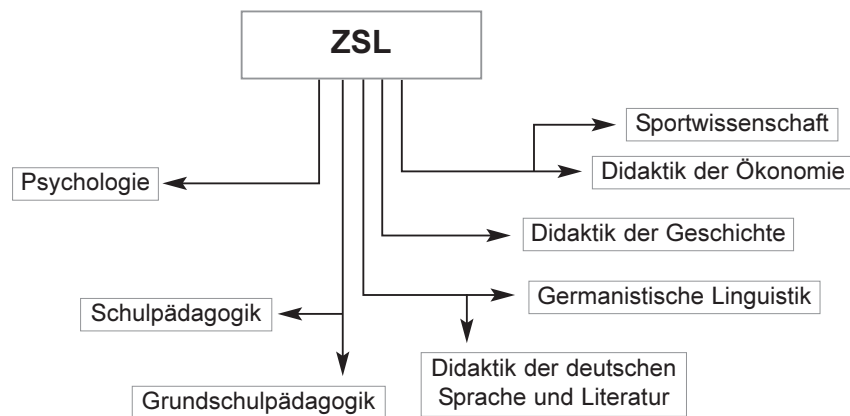 ZSL
Sportwissenschaft
Psychologie
Didaktik der Ökonomie
Didaktik der Geschichte
Schulpädagogik
Germanistische Linguistik
Grundschulpädagogik
Didaktik der deutschen
Sprache und Literatur